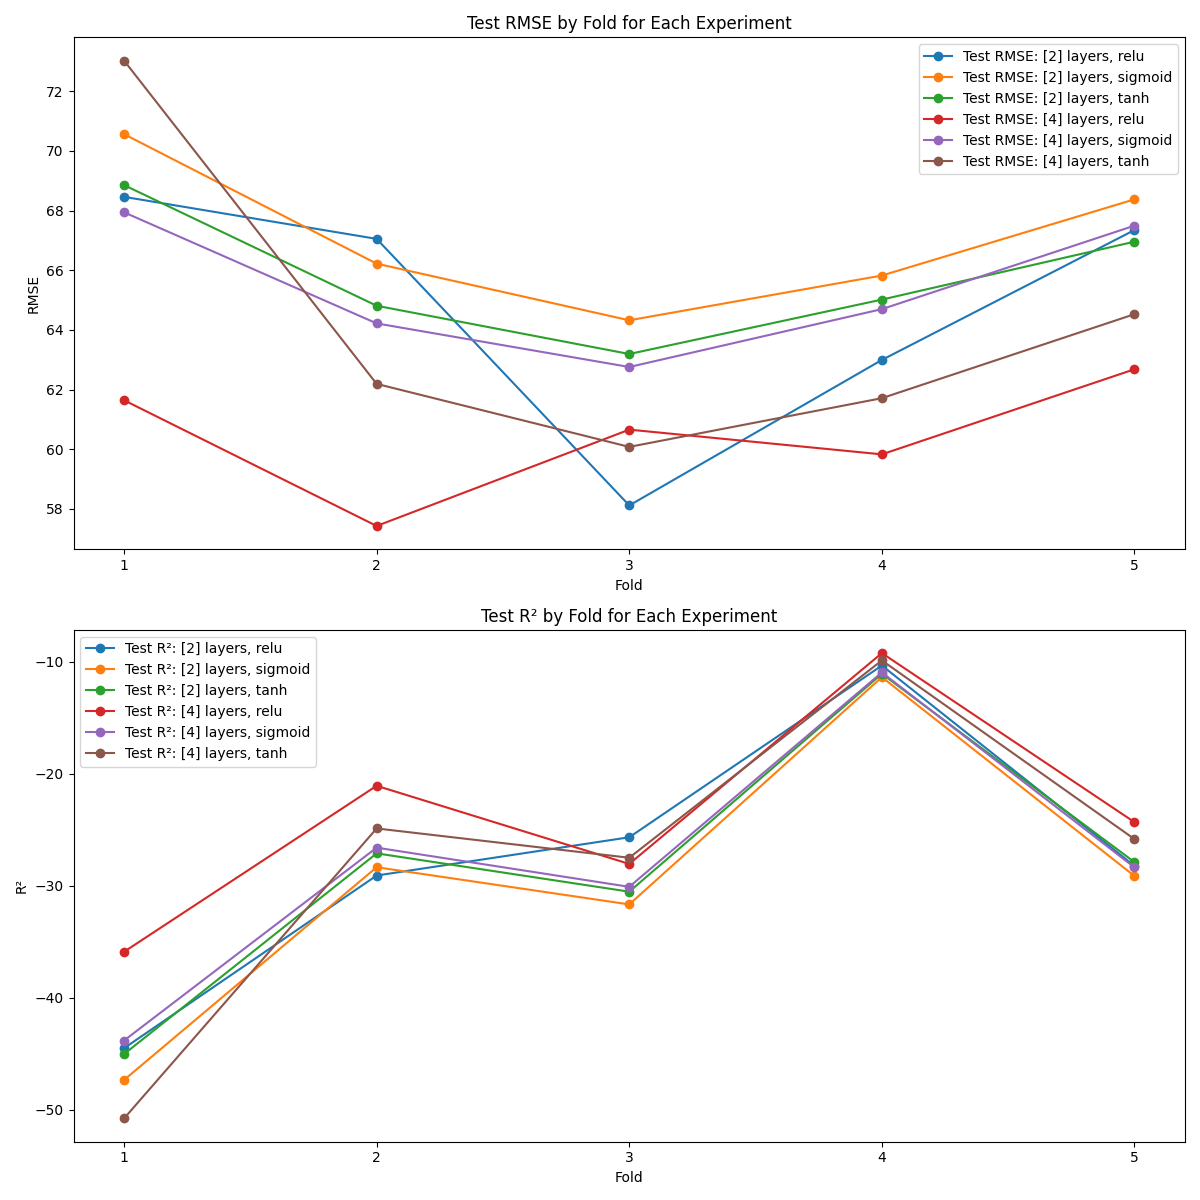 Test RMSE by Fold for Each Experiment
Test RMSE: [2] layers, relu
Test RMSE: [2] layers, sigmoid
Test RMSE: [2] layers, tanh
Test RMSE: [4] layers, relu
Test RMSE: [4] layers, sigmoid
Test RMSE: [4] layers, tanh
72
70
68
66
64
62
60
58
RMSE
1 2 3 4 5
Fold
Test R² by Fold for Each Experiment
Test R²: [2] layers, relu
Test R²: [2] layers, sigmoid
Test R²: [2] layers, tanh
Test R²: [4] layers, relu
Test R²: [4] layers, sigmoid
Test R²: [4] layers, tanh
−10
−20
−30
−40
−50
R²
1 2 3 4 5
Fold